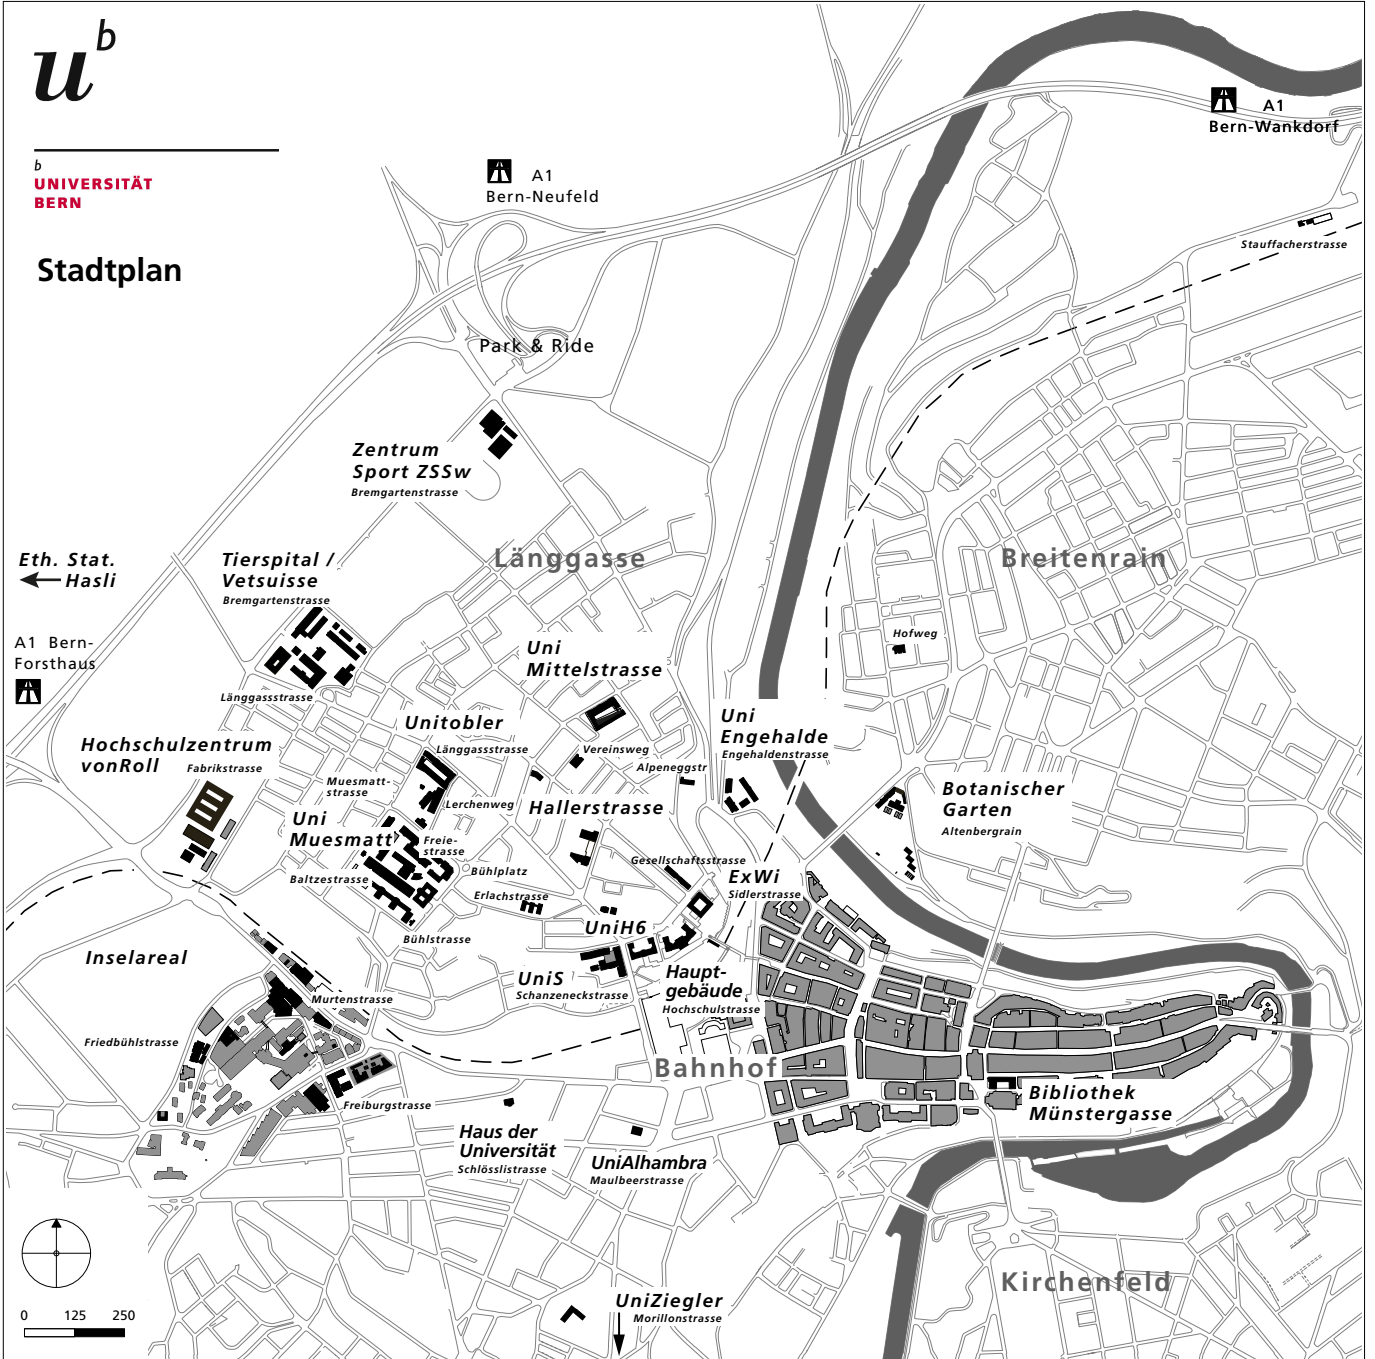 u b
b
UNIVERSITÄT
BERN
Stadtplan
A1
Bern-Wankdorf
A1
Bern-Neufeld
Stauffacherstrasse
Park & Ride
Zentrum
Sport ZSSw
Bremgartenstrasse
Länggasse
Breitenrain
Eth. Stat.
Hasli
Tierspital /
Vetsuisse
Bremgartenstrasse
A1 Bern-
Forsthaus
Hofweg
Uni
Mittelstrasse
Länggassstrasse
Unitobler
Länggassstrasse
Uni
Engehalde
Engehaldenstrasse
Vereinsweg
Alpeneggstr
Hochschulzentrum
vonRoll
Fabrikstrasse
Muesmatt-
strasse
Lerchenweg
Hallerstrasse
Botanischer
Garten
Altenbergrain
Uni
Muesmatt
Freie-
strasse
Gesellschaftsstrasse
Bühlplatz
Baltzestrasse
ExWi
Sidlerstrasse
Erlachstrasse
UniH6
Bühlstrasse
Inselareal
UniS
Schanzeneckstrasse
Haupt-
gebäude
Hochschulstrasse
Murtenstrasse
Friedbühlstrasse
Bahnhof
Freiburgstrasse
Bibliothek
Münstergasse
Haus der
Universität
Schlösslistrasse
UniAlhambra
Maulbeerstrasse
Kirchenfeld
UniZiegler
Morillonstrasse
0 125 250